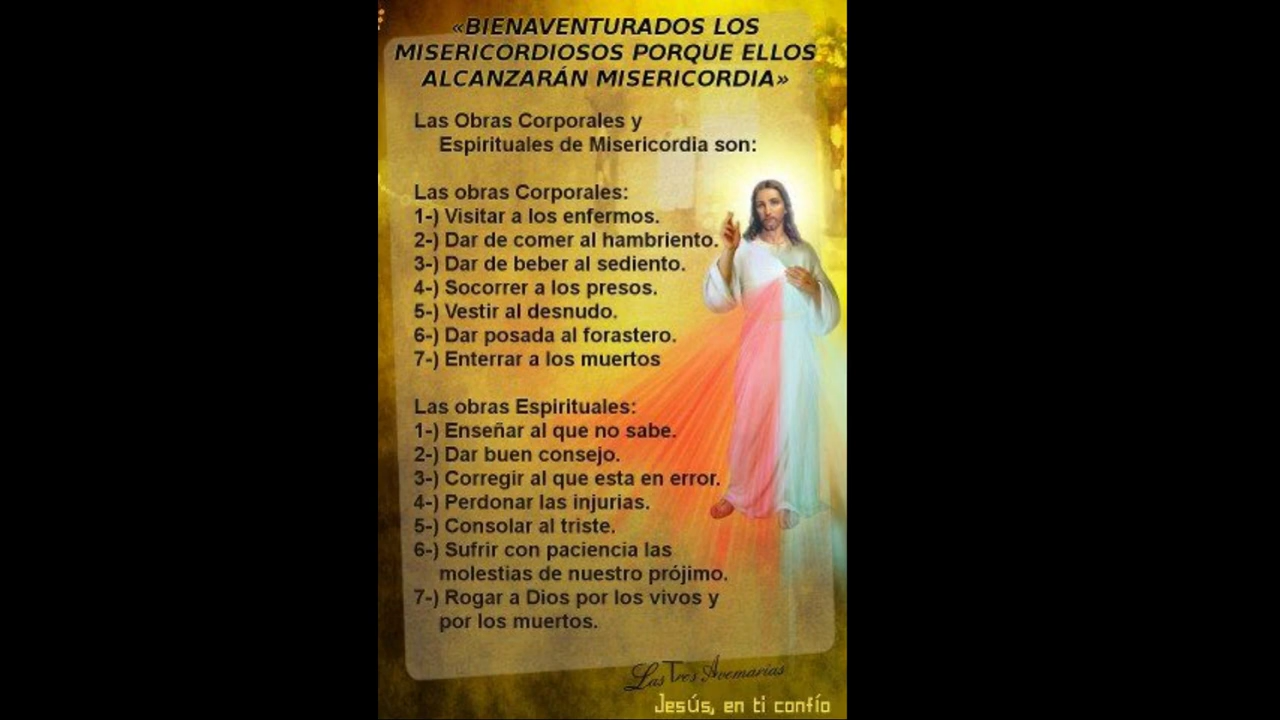 «BIENAVENTURADOS LOS
MISERICORDIOSOS PORQUE ELLOS
ALCANZARÁN MISERICORDIA»
Las Obras Corporales y
Espirituales de Misericordia son:
Las obras Corporales:
1-) Visitar a los enfermos.
2-) Dar de comer al hambriento.
3-) Dar de beber al sediento.
4-) Socorrer a los presos.
5-) Vestir al desnudo.
6-) Dar posada al forastero.
7-) Enterrar a los muertos
Las obras Espirituales:
1-) Enseñar al que no sabe.
2-) Dar buen consejo.
3-) Corregir al que esta en error.
4-) Perdonar las injurias.
5-) Consolar al triste.
6-) Sufrir con paciencia las
molestias de nuestro prójimo.
7-) Rogar a Dios por los vivos y
por los muertos.
Las Tres Avemarías
Jesús, en ti confío